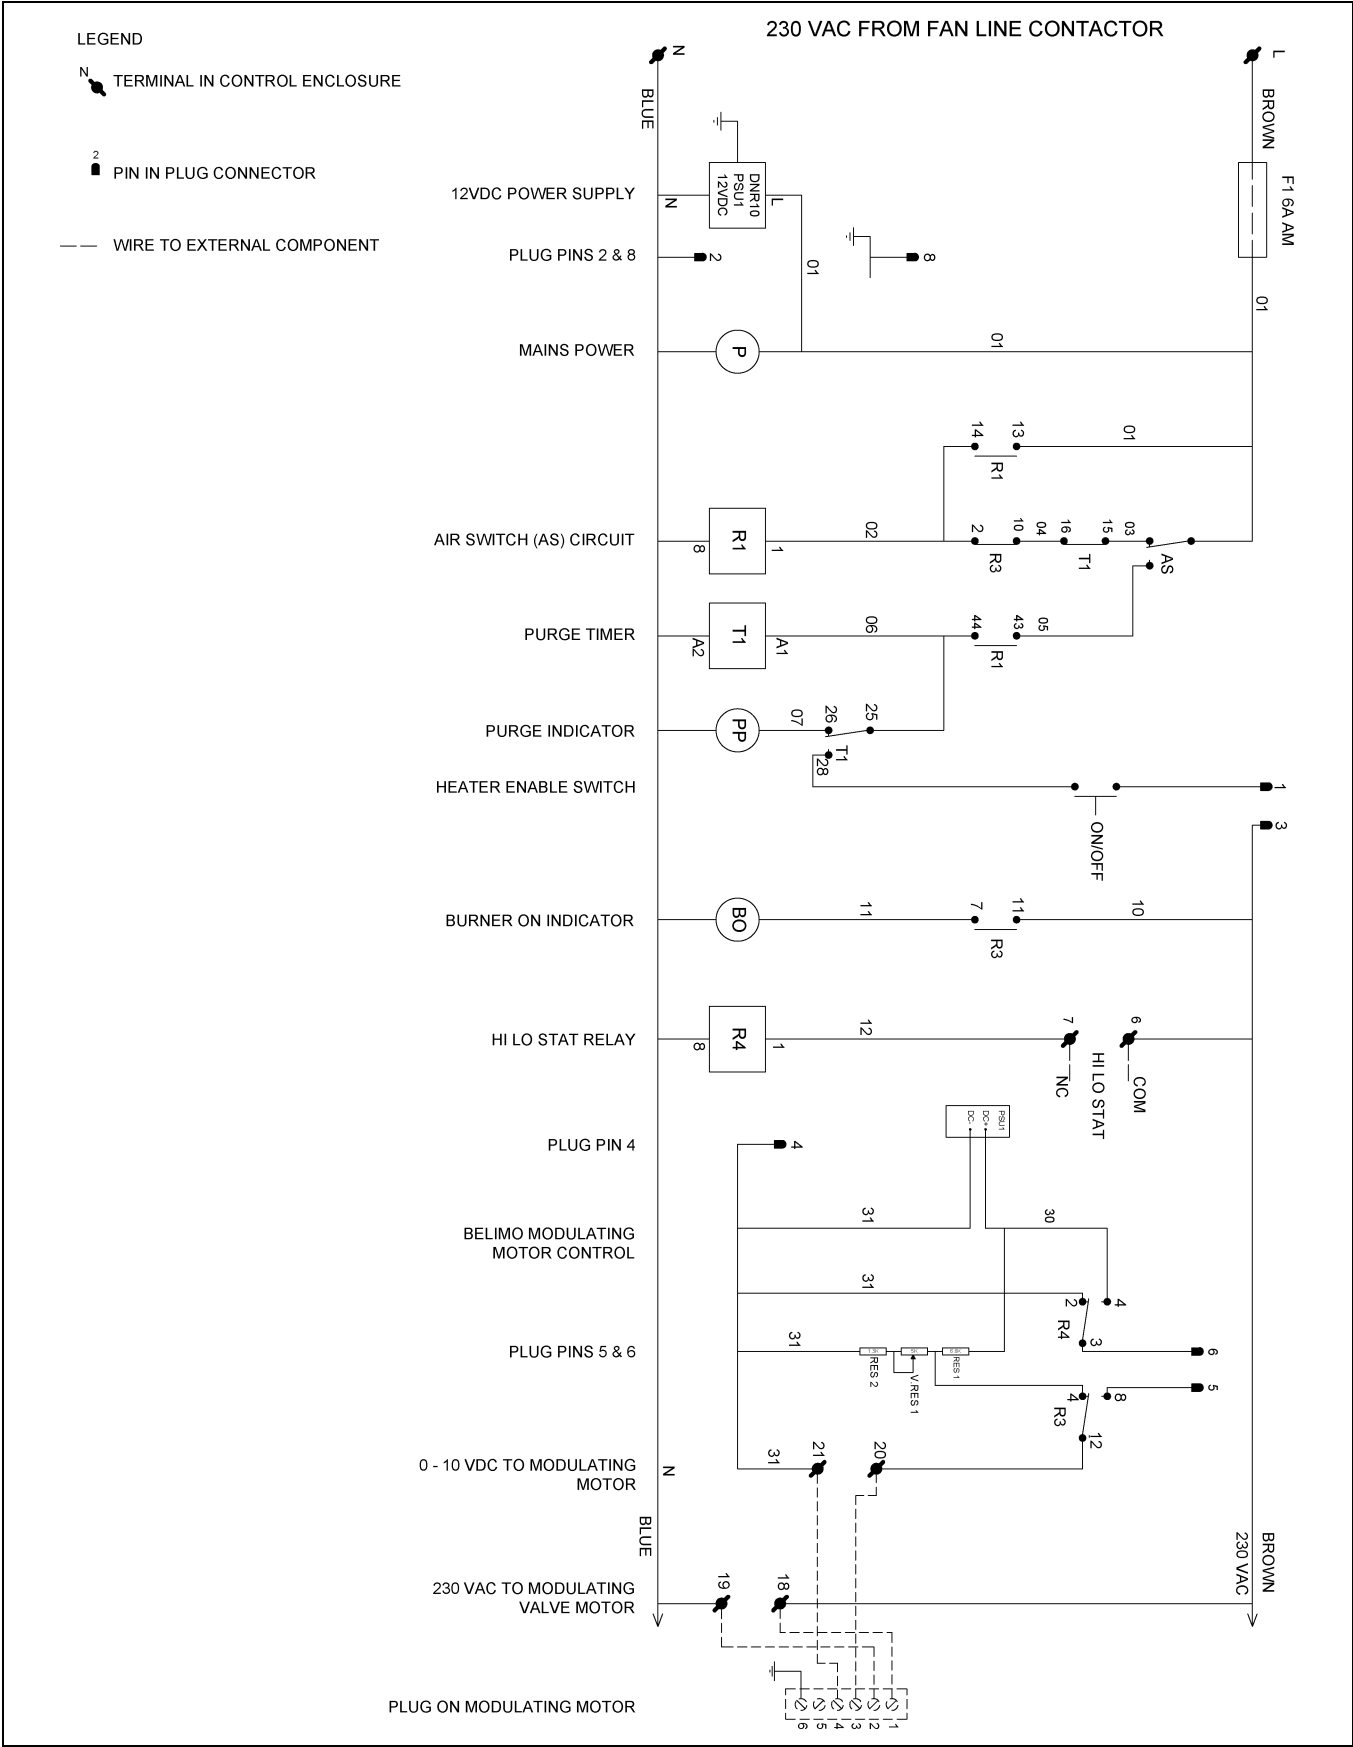 230 VAC FROM FAN LINE CONTACTOR
LEGEND
N
TERMINAL IN CONTROL ENCLOSURE
2
PIN IN PLUG CONNECTOR
WIRE TO EXTERNAL COMPONENT
N
L
BLUE
BROWN
F1 6A AM
12VDC POWER SUPPLY
N
DNR10
PSU1
12VDC
L
PLUG PINS 2 & 8
2
01
8
01
MAINS POWER
P
01
14
13
01
R1
AIR SWITCH (AS) CIRCUIT
8
R1
1
02
2
10
R3
04
16
15
T1
03
AS
PURGE TIMER
A2
T1
A1
06
44
43
R1
05
PURGE INDICATOR
PP
07
26
25
T1
28
HEATER ENABLE SWITCH
ON/OFF
1
3
BURNER ON INDICATOR
BO
11
7
11
R3
10
HI LO STAT RELAY
8
R4
1
12
7
6
NC
HI LO STAT
COM
PSU1
DC+
DC-
PLUG PIN 4
4
BELIMO MODULATING
MOTOR CONTROL
31
30
31
2
4
R4
3
PLUG PINS 5 & 6
31
RES 2
5K
V.RES 1
RES 1
6
5
4
8
R3
12
0 - 10 VDC TO MODULATING
MOTOR
N
31
21
20
BLUE
BROWN
230 VAC
230 VAC TO MODULATING
VALVE MOTOR
19
18
PLUG ON MODULATING MOTOR
6
5
4
3
2
1